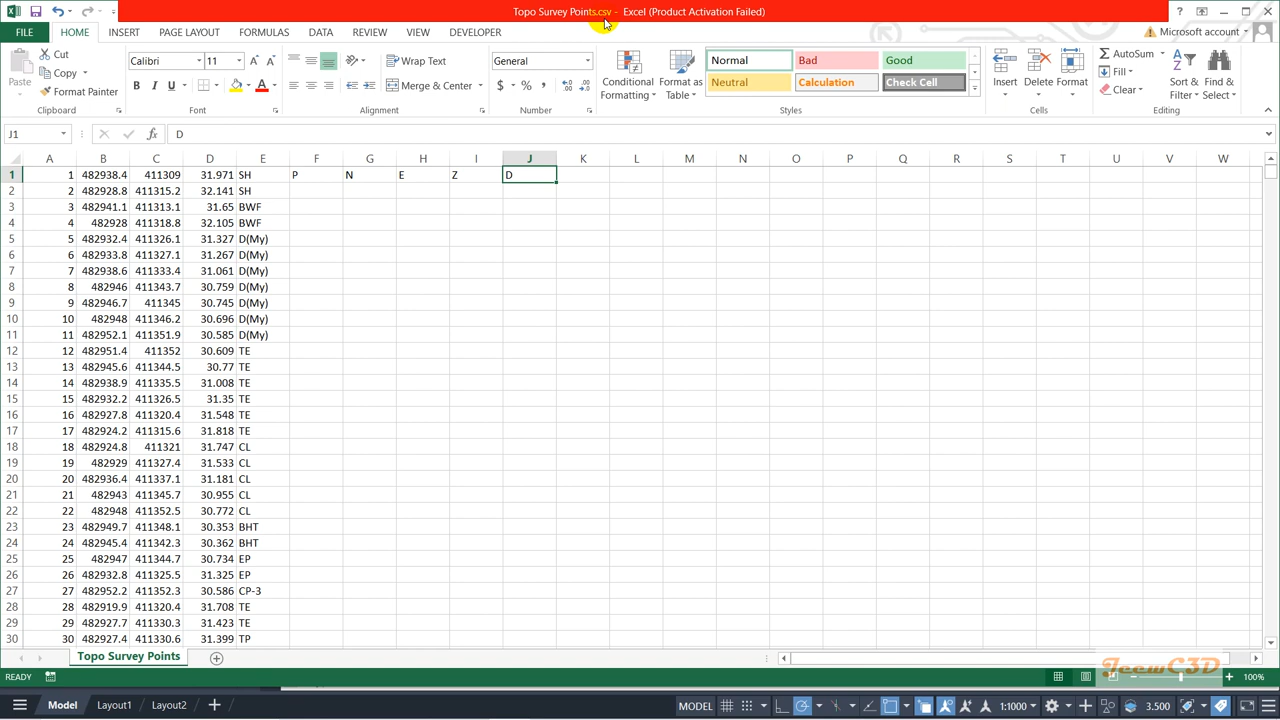 Topo Survey Points.csv - Excel (Product Activation Failed)
FILE HOME INSERT PAGE LAYOUT FORMULAS DATA REVIEW VIEW DEVELOPER Microsoft account
Cut Calibri 11 Wrap Text General Normal Bad Good AutoSum
Copy Fill
Paste Conditional Formatting Format as Table Insert Delete Format Sort & Filter Find & Select
Format Painter Merge & Center Neutral Calculation Check Cell Clear
Clipboard Font Alignment Number Styles Cells Editing
J1 D
A B C D E F G H I J K L M N O P Q R S T U V W
1 1 482938.4 411309 31.971 SH P N E Z D
2 2 482928.8 411315.2 32.141 SH
3 3 482941.1 411313.1 31.65 BWF
4 4 482928 411318.8 32.105 BWF
5 5 482932.4 411326.1 31.327 D(My)
6 6 482933.8 411327.1 31.267 D(My)
7 7 482938.6 411333.4 31.061 D(My)
8 8 482946 411343.7 30.759 D(My)
9 9 482946.7 411345 30.745 D(My)
10 10 482948 411346.2 30.696 D(My)
11 11 482952.1 411351.9 30.585 D(My)
12 12 482951.4 411352 30.609 TE
13 13 482945.6 411344.5 30.77 TE
14 14 482938.9 411335.5 31.008 TE
15 15 482932.2 411326.5 31.35 TE
16 16 482927.8 411320.4 31.548 TE
17 17 482924.2 411315.6 31.818 TE
18 18 482924.8 411321 31.747 CL
19 19 482929 411327.4 31.533 CL
20 20 482936.4 411337.1 31.181 CL
21 21 482943 411345.7 30.955 CL
22 22 482948 411352.5 30.772 CL
23 23 482949.7 411348.1 30.353 BHT
24 24 482945.4 411342.3 30.362 BHT
25 25 482947 411344.7 30.734 EP
26 26 482932.8 411325.5 31.325 EP
27 27 482952.2 411352.3 30.586 CP-3
28 28 482919.9 411320.4 31.708 TE
29 29 482927.7 411330.3 31.423 TE
30 30 482927.4 411330.6 31.399 TP
Topo Survey Points
JeewC3D
READY 100%
Model Layout1 Layout2 MODEL 1:1000 3.500